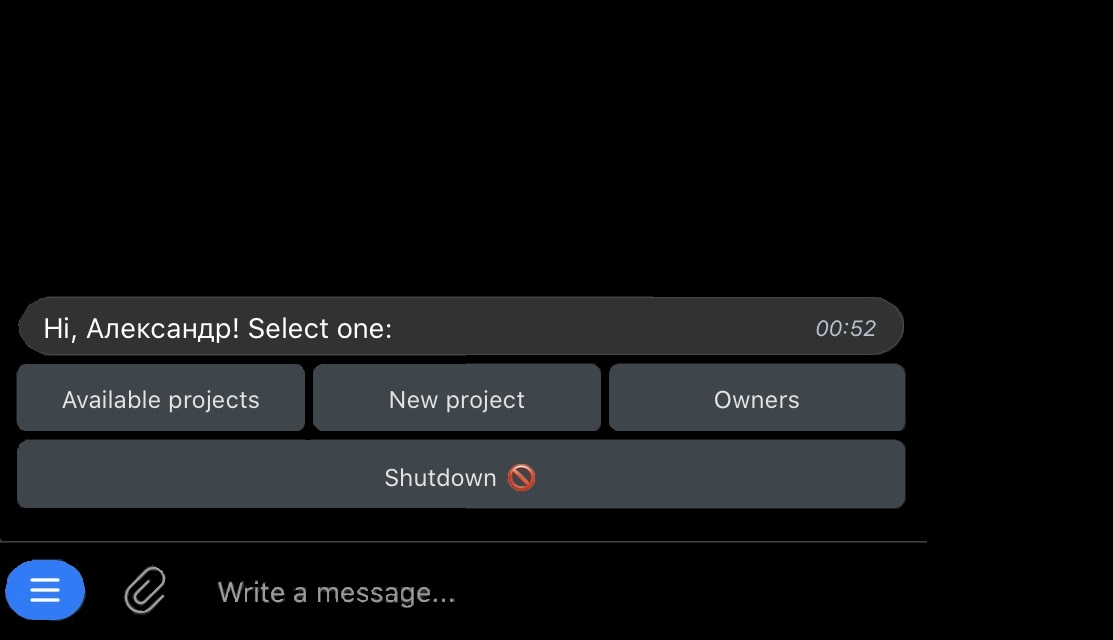 Hi, Александр! Select one: 00:52
Available projects New project Owners
Shutdown 🚫
Write a message...